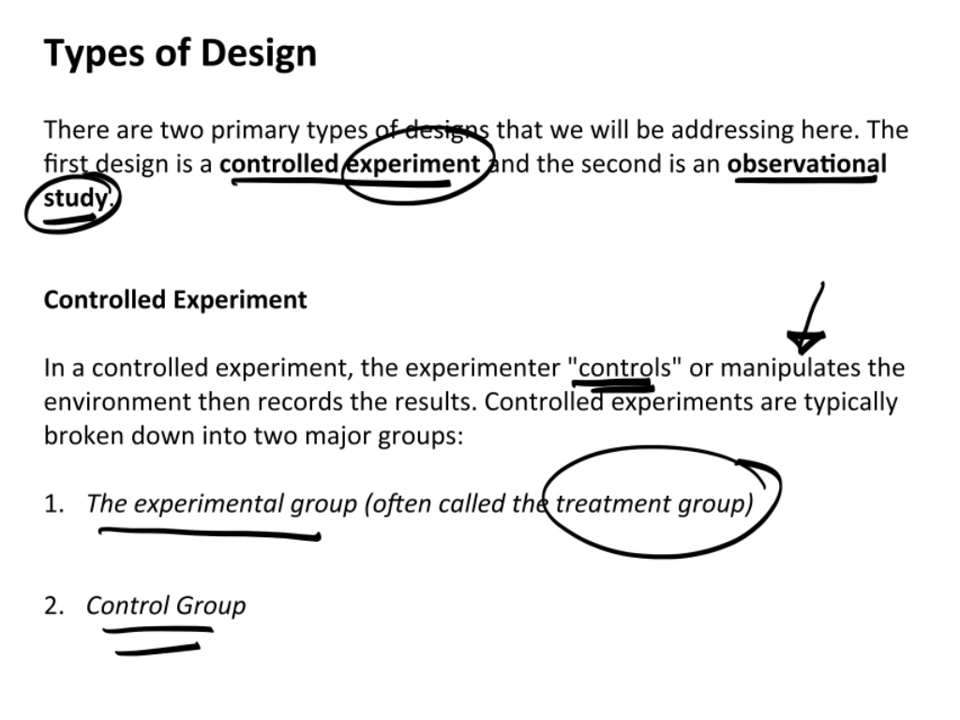 Types of Design
There are two primary types of designs that we will be addressing here. The
first design is a controlled experiment and the second is an observational
study.
Controlled Experiment
In a controlled experiment, the experimenter "controls" or manipulates the
environment then records the results. Controlled experiments are typically
broken down into two major groups:
1. The experimental group (often called the treatment group)
2. Control Group